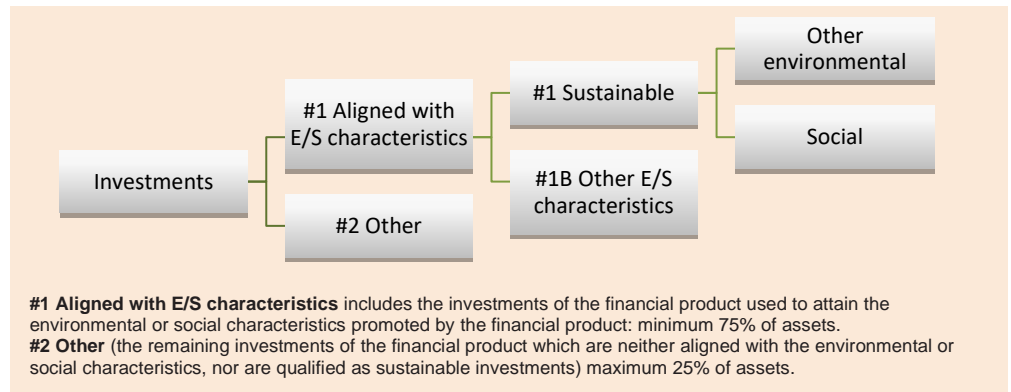 Other
environmental
#1 Sustainable
#1 Aligned with
E/S characteristics
Social
Investments
#1B Other E/S
characteristics
#2 Other
#1 Aligned with E/S characteristics includes the investments of the financial product used to attain the
environmental or social characteristics promoted by the financial product: minimum 75% of assets.
#2 Other (the remaining investments of the financial product which are neither aligned with the environmental or
social characteristics, nor are qualified as sustainable investments) maximum 25% of assets.